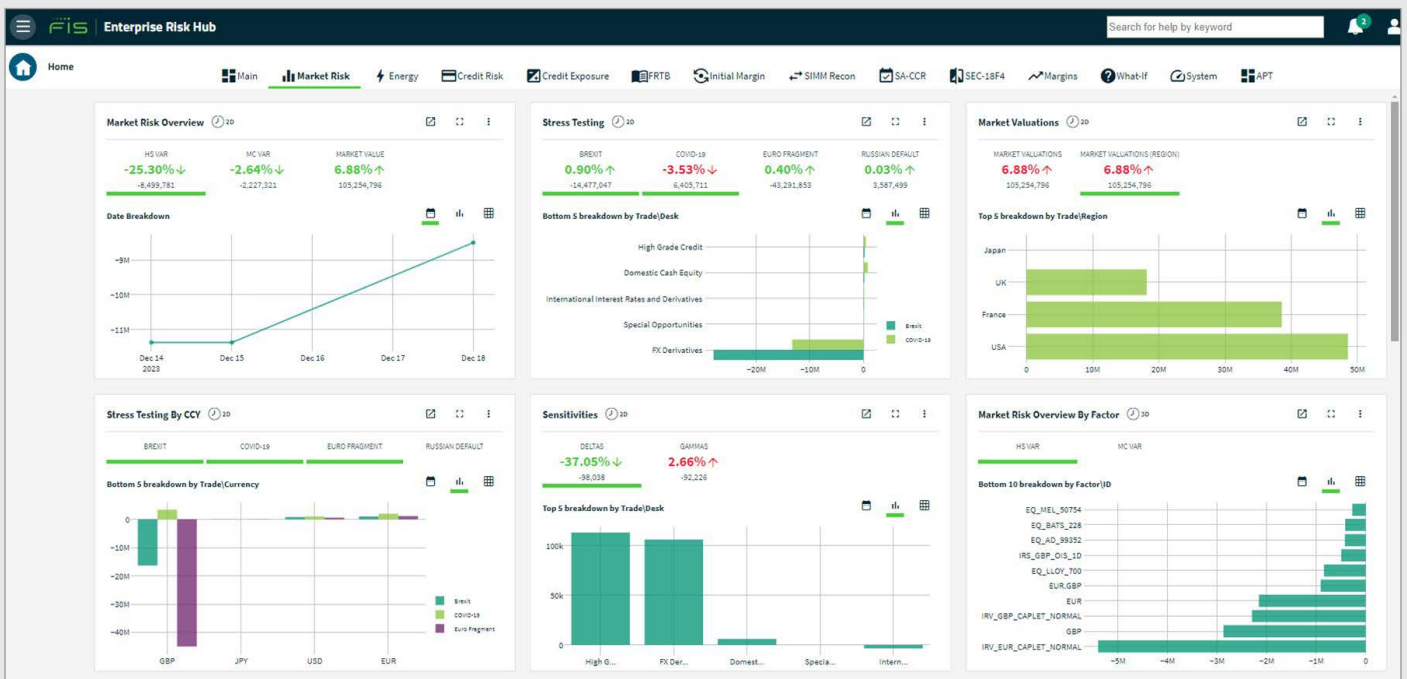 FIS Enterprise Risk Hub
Search for help by keyword
2
Home
Main Market Risk Energy Credit Risk Credit Exposure FRTB Initial Margin SIMM Recon SA-CCR SEC-18F4 Margins What-If System APT
Market Risk Overview 2D
HS VAR MC VAR MARKET VALUE
-25.30%↓ -2.64%↓ 6.88%↑
-8,499,781 -2,227,321 105,254,796
Date Breakdown
−9M
−10M
−11M
Dec 14 Dec 15 Dec 16 Dec 17 Dec 18
2023
Stress Testing 2D
BREXIT COVID-19 EURO FRAGMENT RUSSIAN DEFAULT
0.90%↑ -3.53%↓ 0.40%↑ 0.03%↑
-14,477,047 6,405,711 -43,291,853 3,587,499
Bottom 5 breakdown by Trade\Desk
High Grade Credit
Domestic Cash Equity
International Interest Rates and Derivatives
Special Opportunities
FX Derivatives
Brexit
COVID-19
−20M −10M 0
Market Valuations 2D
MARKET VALUATIONS MARKET VALUATIONS (REGION)
6.88%↑ 6.88%↑
105,254,796 105,254,796
Top 5 breakdown by Trade\Region
Japan
UK
France
USA
0 10M 20M 30M 40M 50M
Stress Testing By CCY 2D
BREXIT COVID-19 EURO FRAGMENT RUSSIAN DEFAULT
Bottom 5 breakdown by Trade\Currency
0
−10M
−20M
−30M
−40M
Brexit
COVID-19
Euro Fragment
GBP JPY USD EUR
Sensitivities 2D
DELTAS GAMMAS
-37.05%↓ 2.66%↑
-98,038 -92,226
Top 5 breakdown by Trade\Desk
100k
50k
0
High G... FX Der... Domest... Specia... Intern...
Market Risk Overview By Factor 3D
HS VAR MC VAR
Bottom 10 breakdown by Factor\ID
EQ_MEL_50754
EQ_BATS_228
EQ_AD_99352
IRS_GBP_OIS_1D
EQ_LLOY_700
EUR.GBP
EUR
IRV_GBP_CAPLET_NORMAL
GBP
IRV_EUR_CAPLET_NORMAL
−5M −4M −3M −2M −1M 0